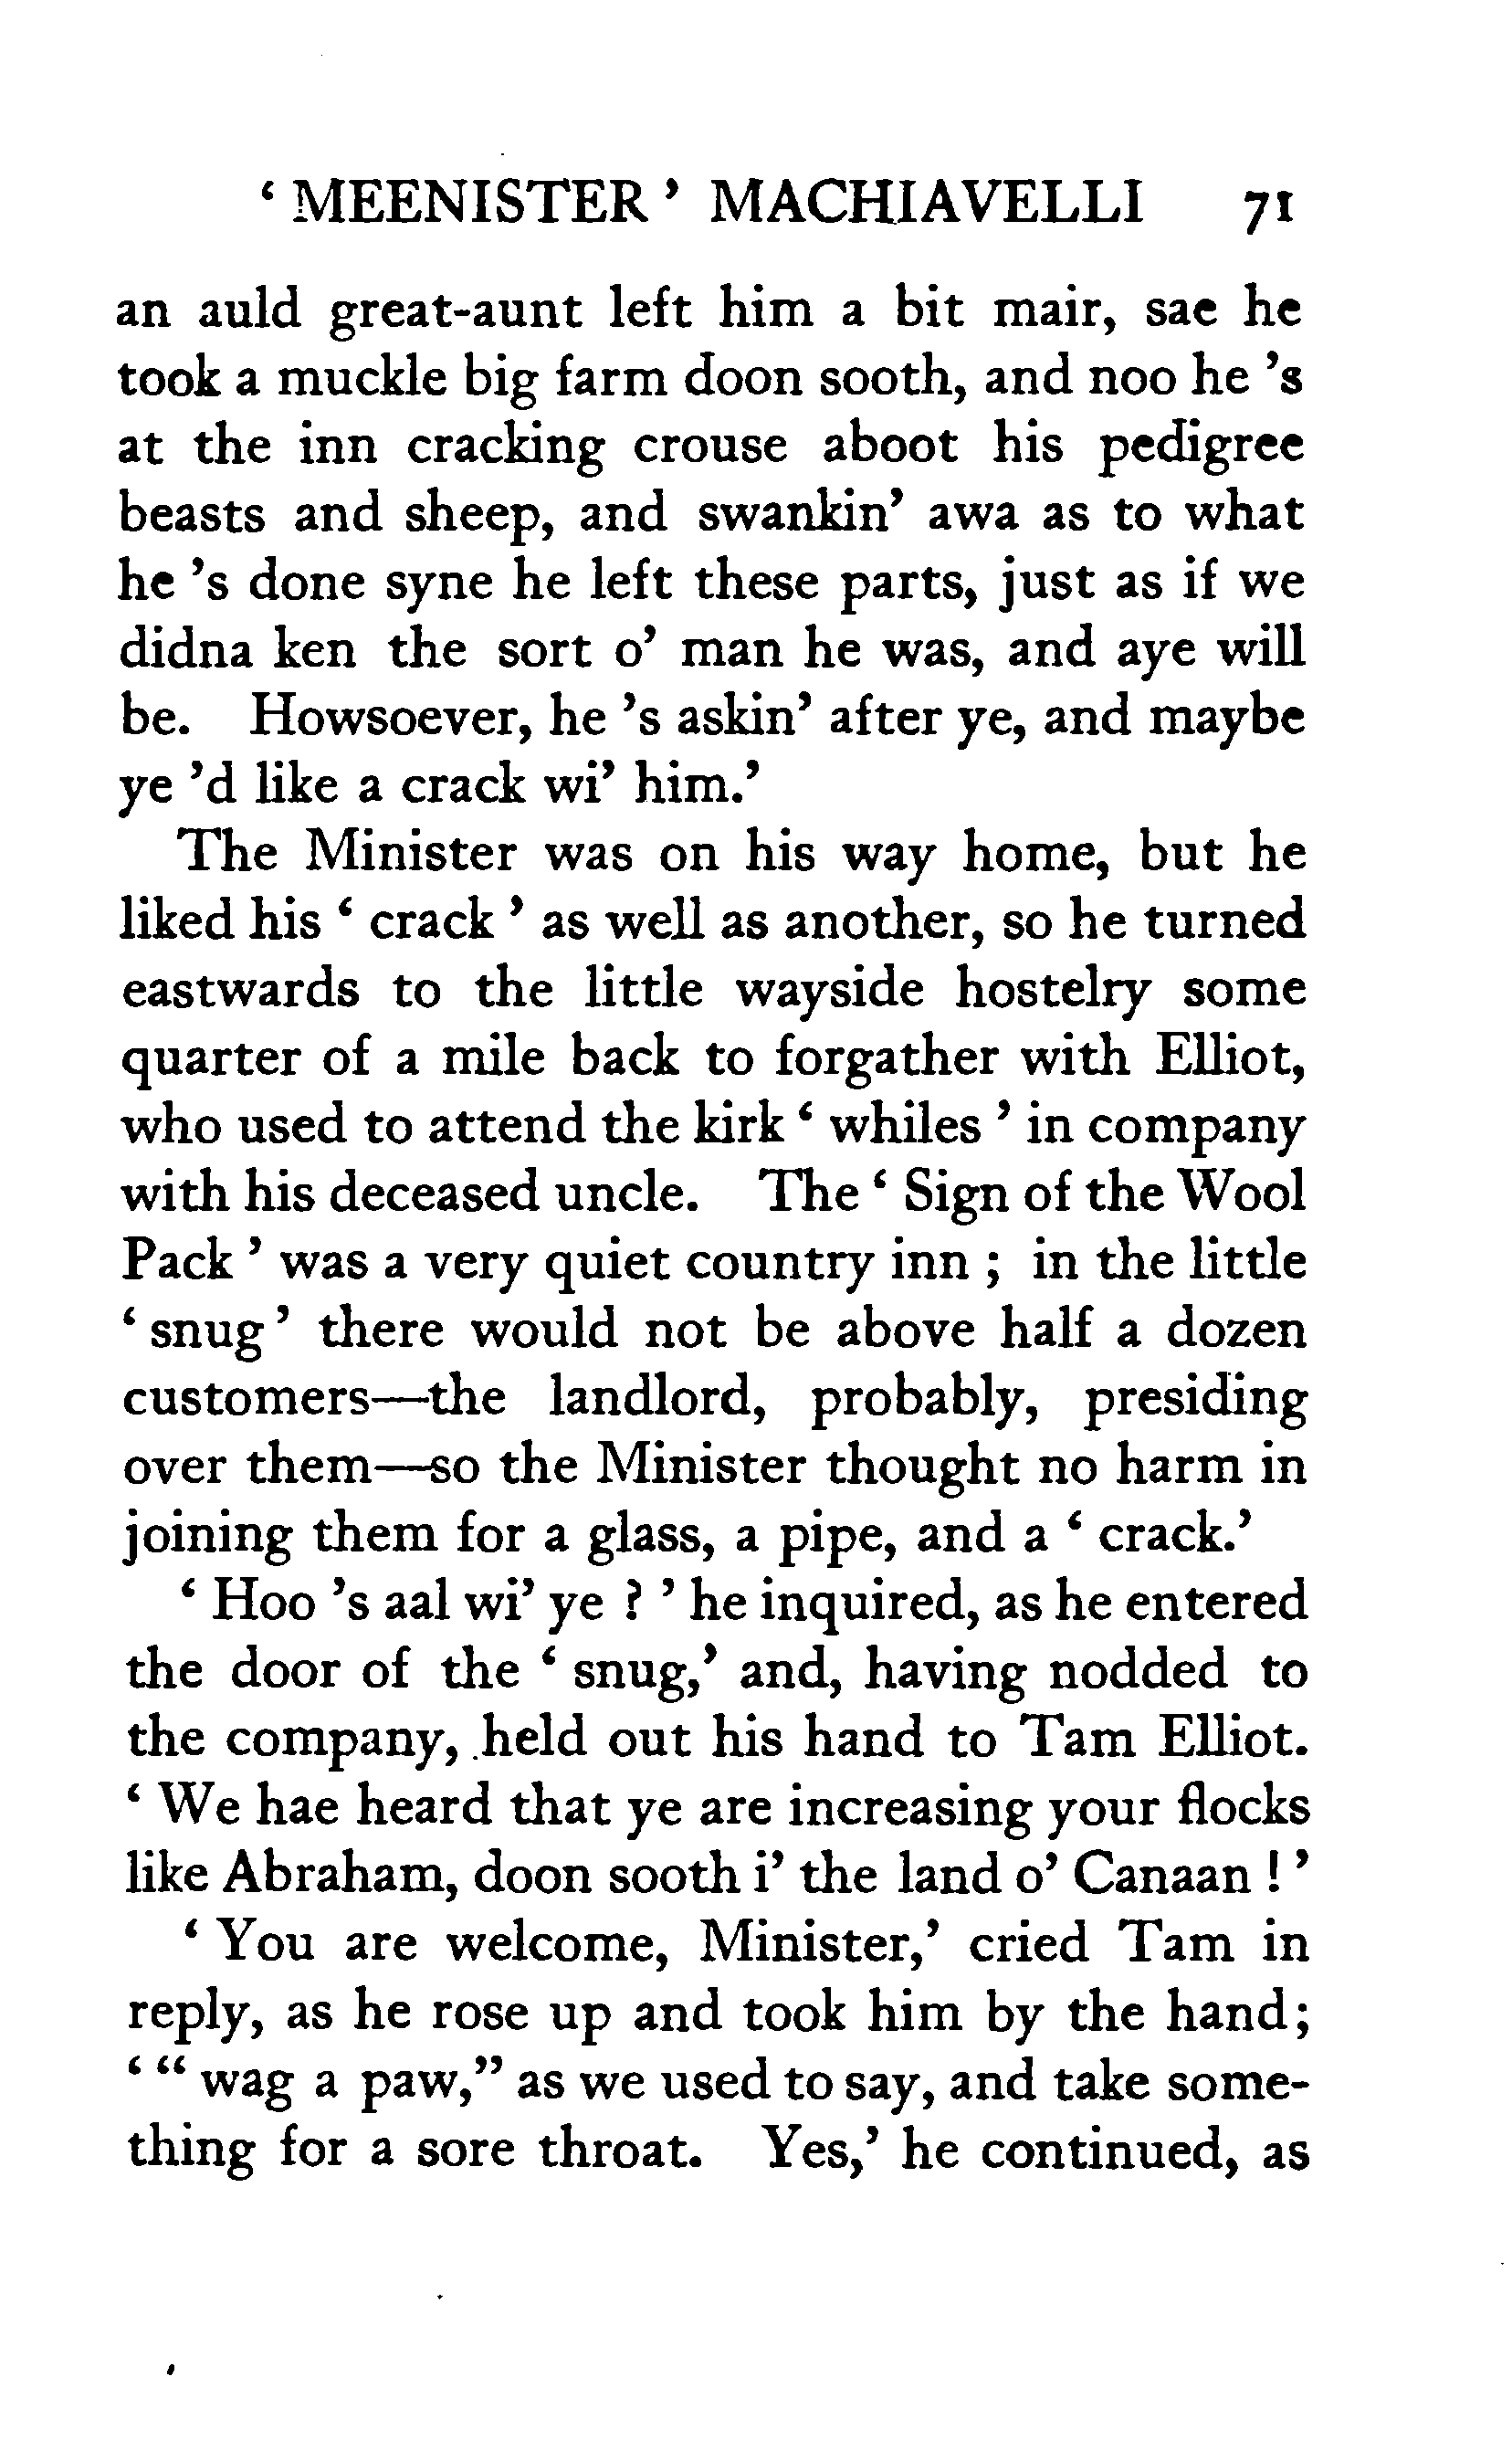 ‘ MEENISTER ’ MACHIAVELLI 71
an auld great-aunt left him a bit mair, sae he
took a muckle big farm doon sooth, and noo he ’s
at the inn cracking crouse aboot his pedigree
beasts and sheep, and swankin’ awa as to what
he ’s done syne he left these parts, just as if we
didna ken the sort o’ man he was, and aye will
be. Howsoever, he ’s askin’ after ye, and maybe
ye ’d like a crack wi’ him.’
The Minister was on his way home, but he
liked his ‘ crack ’ as well as another, so he turned
eastwards to the little wayside hostelry some
quarter of a mile back to forgather with Elliot,
who used to attend the kirk ‘ whiles ’ in company
with his deceased uncle. The ‘ Sign of the Wool
Pack ’ was a very quiet country inn ; in the little
‘ snug ’ there would not be above half a dozen
customers—the landlord, probably, presiding
over them—so the Minister thought no harm in
joining them for a glass, a pipe, and a ‘ crack.’
‘ Hoo ’s aal wi’ ye ? ’ he inquired, as he entered
the door of the ‘ snug,’ and, having nodded to
the company, held out his hand to Tam Elliot.
‘ We hae heard that ye are increasing your flocks
like Abraham, doon sooth i’ the land o’ Canaan ! ’
‘ You are welcome, Minister,’ cried Tam in
reply, as he rose up and took him by the hand;
‘ “ wag a paw,” as we used to say, and take some-
thing for a sore throat. Yes,’ he continued, as